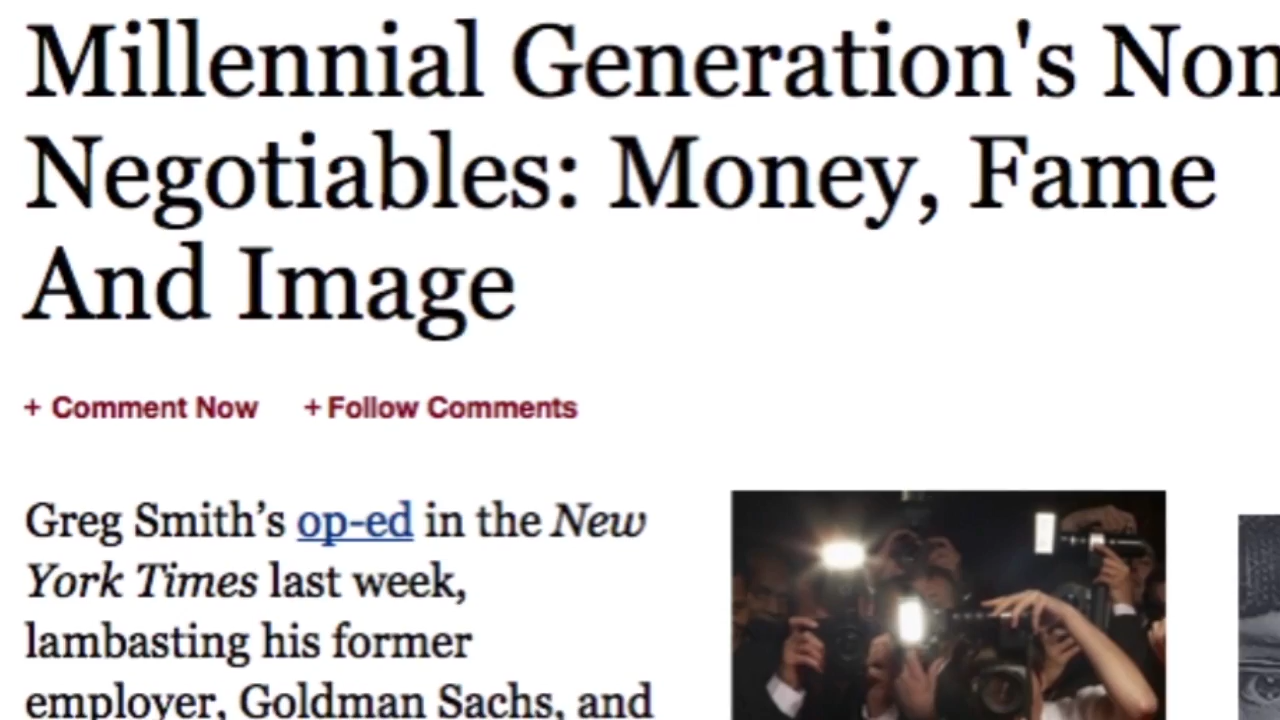 Millennial Generation's Non
Negotiables: Money, Fame
And Image
+ Comment Now + Follow Comments
Greg Smith’s op-ed in the New
York Times last week,
lambasting his former
employer, Goldman Sachs, and